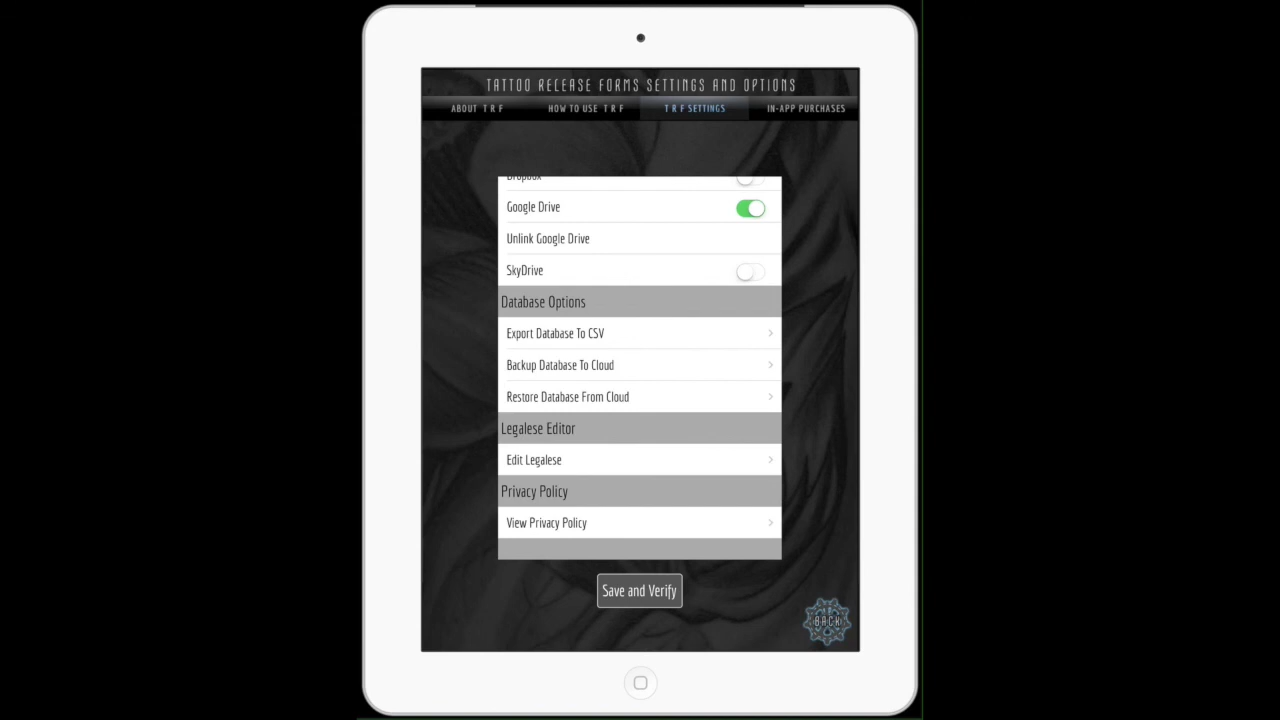 TATTOO RELEASE FORMS SETTINGS AND OPTIONS
ABOUT T R F HOW TO USE T R F T R F SETTINGS IN-APP PURCHASES
Dropbox
Google Drive
Unlink Google Drive
SkyDrive
Database Options
Export Database To CSV
Backup Database To Cloud
Restore Database From Cloud
Legalese Editor
Edit Legalese
Privacy Policy
View Privacy Policy
Save and Verify
BACK